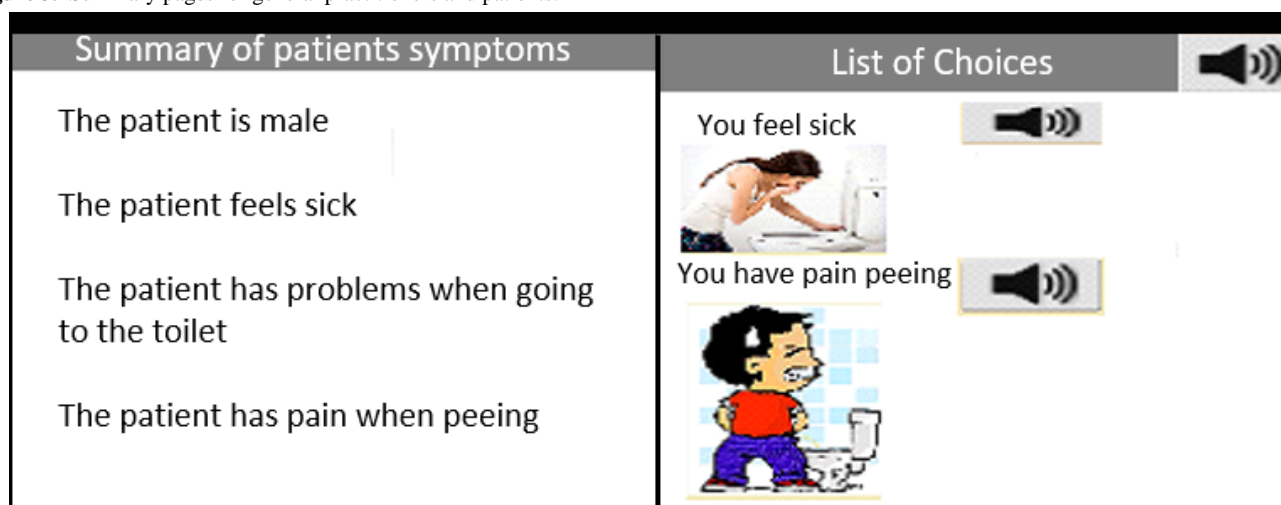 Summary of patients symptoms
The patient is male
The patient feels sick
The patient has problems when going
to the toilet
The patient has pain when peeing
List of Choices
You feel sick
You have pain peeing